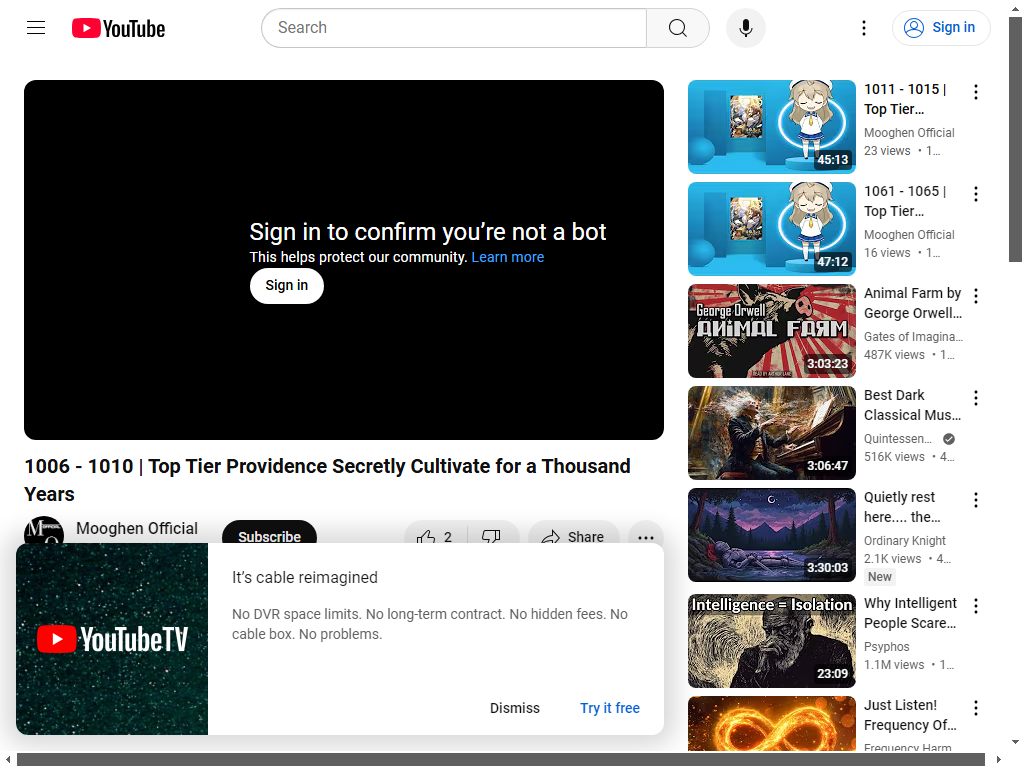 YouTube
Search
Sign in
Sign in to confirm you’re not a bot
This helps protect our community. Learn more
Sign in
1006 - 1010 | Top Tier Providence Secretly Cultivate for a Thousand
Years
Mooghen Official
Subscribe
2
Share
YouTubeTV
It’s cable reimagined
No DVR space limits. No long-term contract. No hidden fees. No
cable box. No problems.
Dismiss
Try it free
45:13
1011 - 1015 |
Top Tier…
Mooghen Official
23 views • 1…
47:12
1061 - 1065 |
Top Tier…
Mooghen Official
16 views • 1…
George Orwell
ANIMAL FARM
READ BY ARTHUR LANE
3:03:23
Animal Farm by
George Orwell…
Gates of Imagina…
487K views • 1…
3:06:47
Best Dark
Classical Mus…
Quintessen…
516K views • 4…
3:30:03
Quietly rest
here.... the…
Ordinary Knight
2.1K views • 4…
New
Intelligence = Isolation
23:09
Why Intelligent
People Scare…
Psyphos
1.1M views • 1…
Just Listen!
Frequency Of…
Frequency Harm…